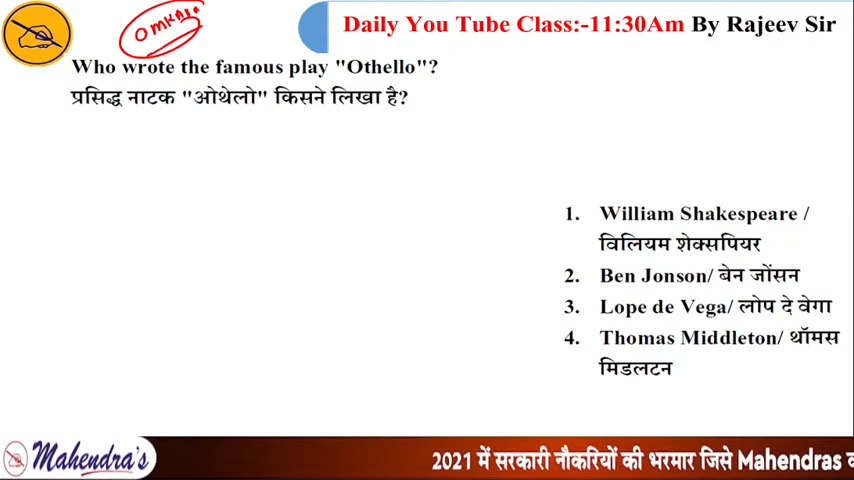 OMKARA
Daily You Tube Class:-11:30Am By Rajeev Sir
Who wrote the famous play "Othello"?
प्रसिद्ध नाटक "ओथेलो" किसने लिखा है?
1. William Shakespeare /
विलियम शेक्सपियर
2. Ben Jonson/ बेन जोंसन
3. Lope de Vega/ लोप दे वेगा
4. Thomas Middleton/ थॉमस
मिडलटन
Mahendra's
2021 में सरकारी नौकरियों की भरमार जिसे Mahendras